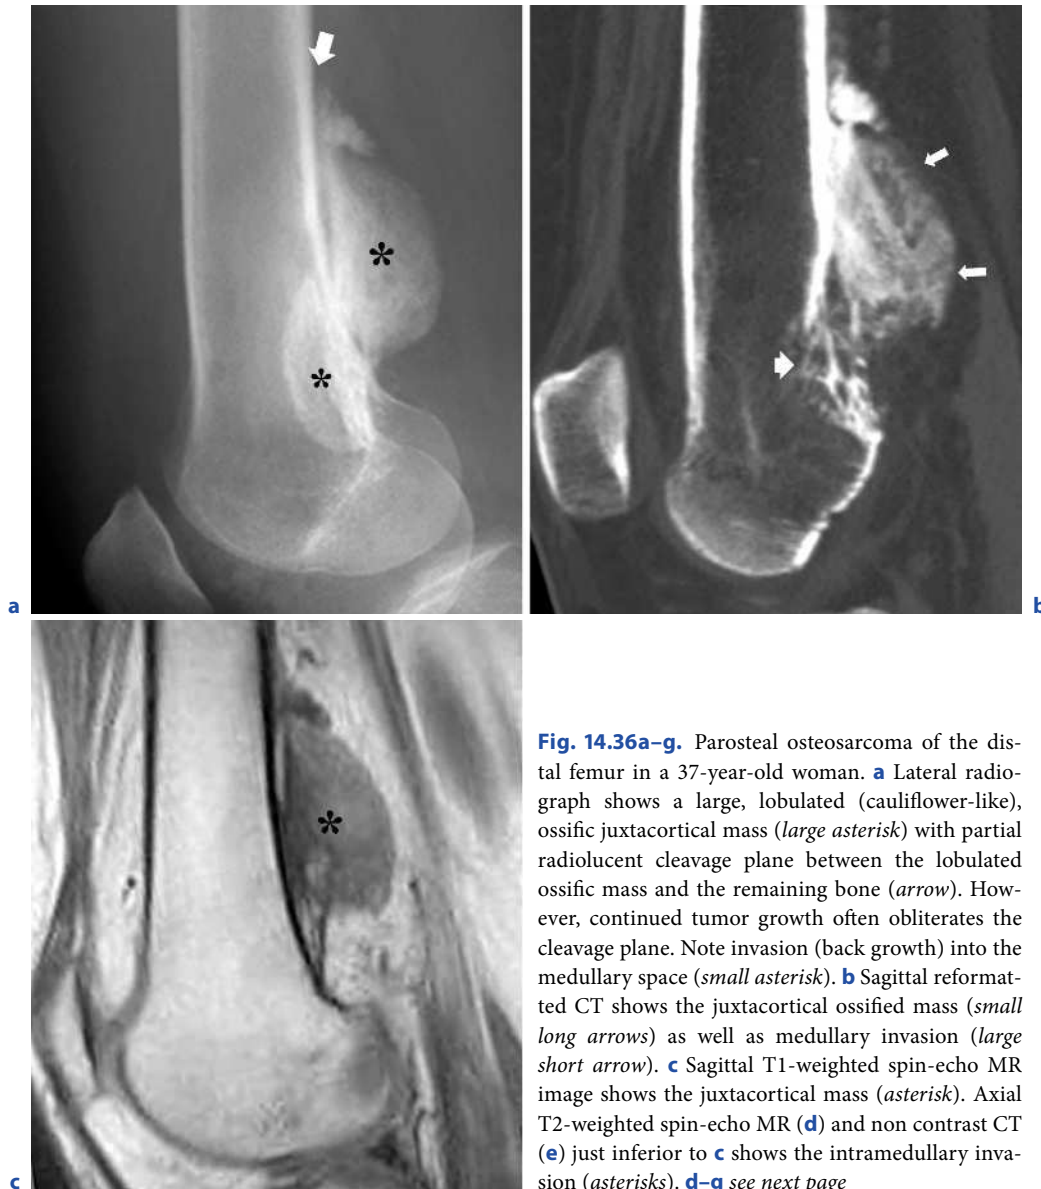 a
b
c
Fig. 14.36a–g. Parosteal osteosarcoma of the dis-
tal femur in a 37-year-old woman. a Lateral radio-
graph shows a large, lobulated (cauliflower-like),
ossific juxtacortical mass (large asterisk) with partial
radiolucent cleavage plane between the lobulated
ossific mass and the remaining bone (arrow). How-
ever, continued tumor growth often obliterates the
cleavage plane. Note invasion (back growth) into the
medullary space (small asterisk). b Sagittal reformat-
ted CT shows the juxtacortical ossified mass (small
long arrows) as well as medullary invasion (large
short arrow). c Sagittal T1-weighted spin-echo MR
image shows the juxtacortical mass (asterisk). Axial
T2-weighted spin-echo MR (d) and non contrast CT
(e) just inferior to c shows the intramedullary inva-
sion (asterisks). d–g see next page